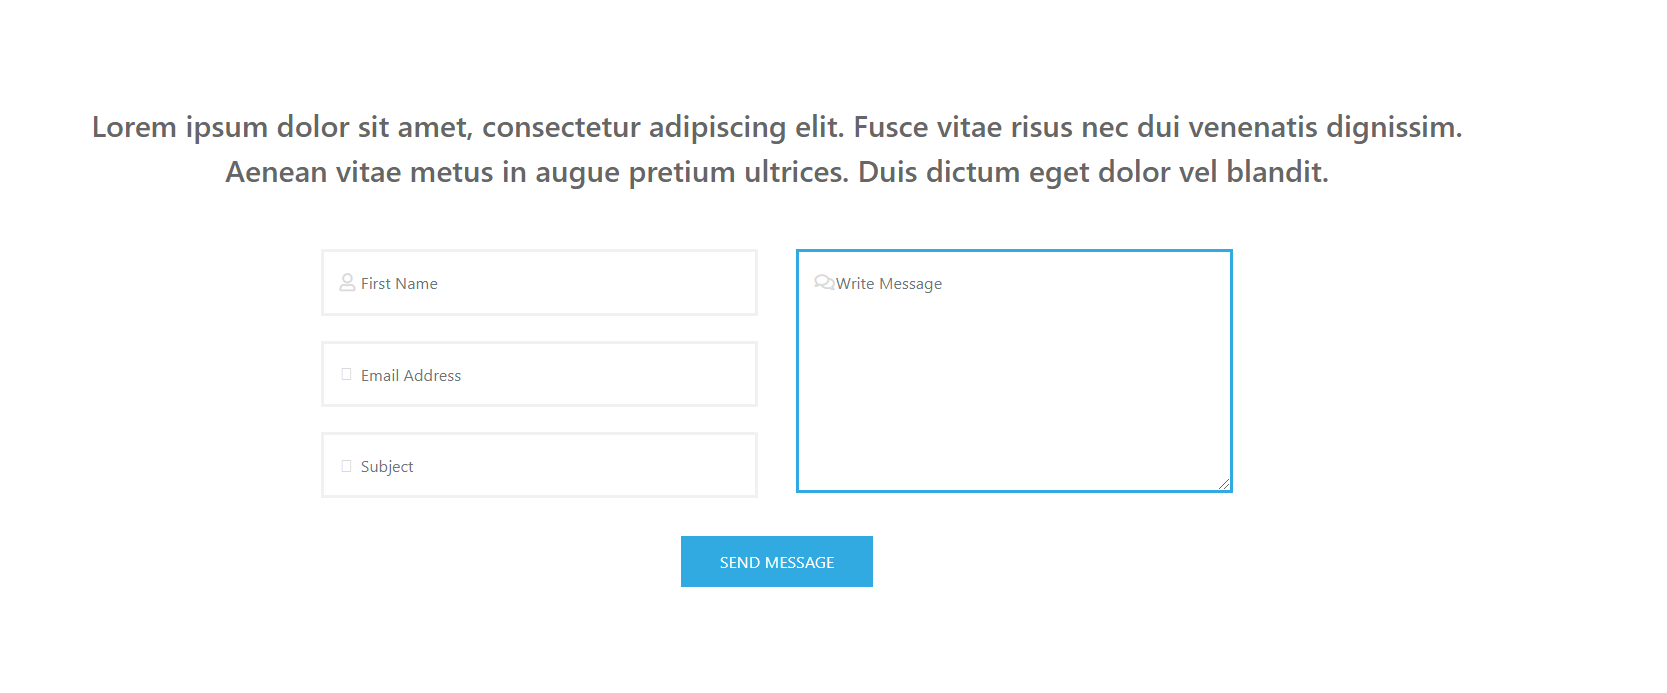 Lorem ipsum dolor sit amet, consectetur adipiscing elit. Fusce vitae risus nec dui venenatis dignissim.
Aenean vitae metus in augue pretium ultrices. Duis dictum eget dolor vel blandit.
First Name
Email Address
Subject
Write Message
SEND MESSAGE